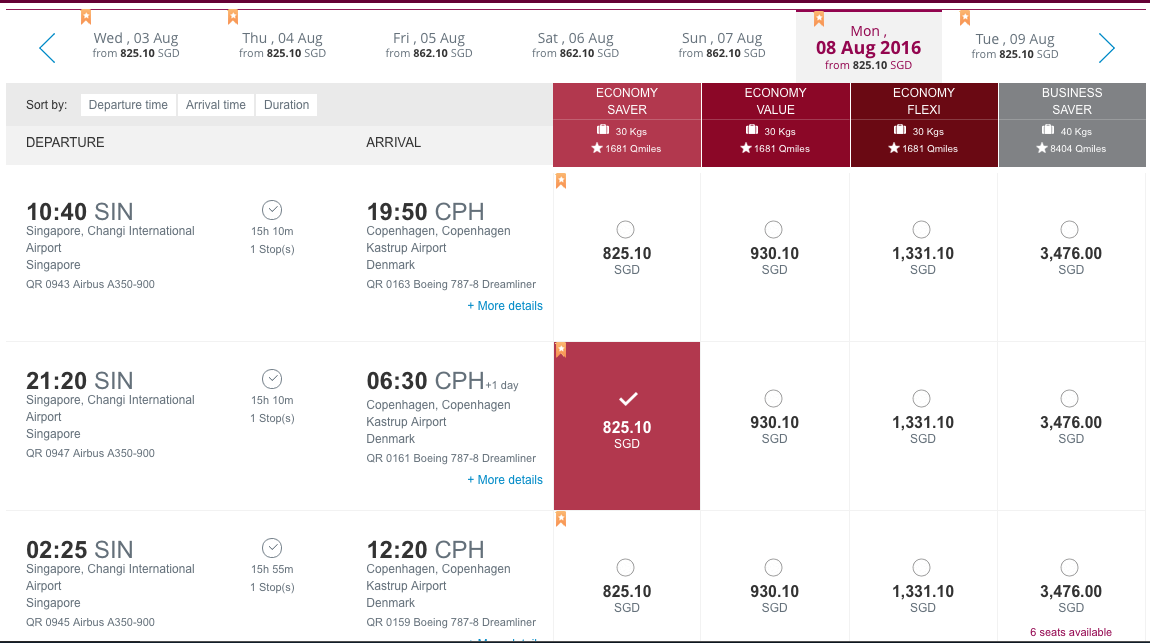 Wed , 03 Aug
from 825.10 SGD
Thu , 04 Aug
from 825.10 SGD
Fri , 05 Aug
from 862.10 SGD
Sat , 06 Aug
from 862.10 SGD
Sun , 07 Aug
from 862.10 SGD
Mon ,
08 Aug 2016
from 825.10 SGD
Tue , 09 Aug
from 825.10 SGD
Sort by: Departure time Arrival time Duration
DEPARTURE ARRIVAL
ECONOMY
SAVER
30 Kgs
1681 Qmiles
ECONOMY
VALUE
30 Kgs
1681 Qmiles
ECONOMY
FLEXI
30 Kgs
1681 Qmiles
BUSINESS
SAVER
40 Kgs
8404 Qmiles
10:40 SIN
Singapore, Changi International
Airport
Singapore
QR 0943 Airbus A350-900
15h 10m
1 Stop(s)
19:50 CPH
Copenhagen, Copenhagen
Kastrup Airport
Denmark
QR 0163 Boeing 787-8 Dreamliner
+ More details
825.10
SGD
930.10
SGD
1,331.10
SGD
3,476.00
SGD
21:20 SIN
Singapore, Changi International
Airport
Singapore
QR 0947 Airbus A350-900
15h 10m
1 Stop(s)
06:30 CPH+1 day
Copenhagen, Copenhagen
Kastrup Airport
Denmark
QR 0161 Boeing 787-8 Dreamliner
+ More details
825.10
SGD
930.10
SGD
1,331.10
SGD
3,476.00
SGD
02:25 SIN
Singapore, Changi International
Airport
Singapore
QR 0945 Airbus A350-900
15h 55m
1 Stop(s)
12:20 CPH
Copenhagen, Copenhagen
Kastrup Airport
Denmark
QR 0159 Boeing 787-8 Dreamliner
825.10
SGD
930.10
SGD
1,331.10
SGD
3,476.00
SGD
6 seats available